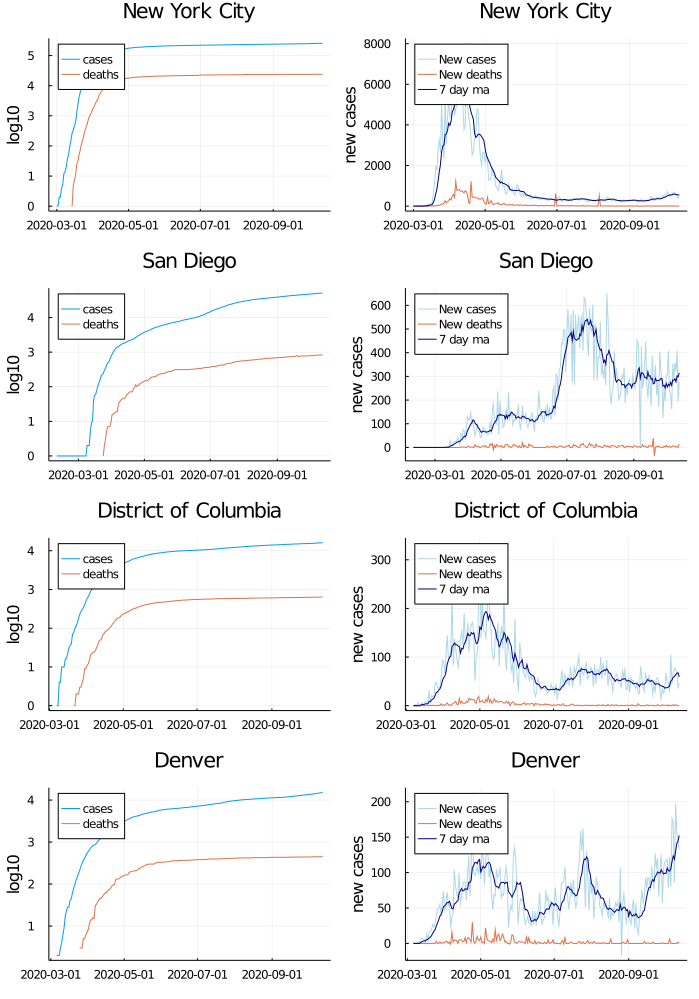 New York City
New York City
5
4
3
2
1
0
log10
cases
deaths
2020-03-01 2020-05-01 2020-07-01 2020-09-01
8000
6000
4000
2000
0
new cases
New cases
New deaths
7 day ma
2020-03-01 2020-05-01 2020-07-01 2020-09-01
San Diego
San Diego
4
3
2
1
0
log10
cases
deaths
2020-03-01 2020-05-01 2020-07-01 2020-09-01
600
500
400
300
200
100
0
new cases
New cases
New deaths
7 day ma
2020-03-01 2020-05-01 2020-07-01 2020-09-01
District of Columbia
District of Columbia
4
3
2
1
0
log10
cases
deaths
2020-03-01 2020-05-01 2020-07-01 2020-09-01
300
200
100
0
new cases
New cases
New deaths
7 day ma
2020-03-01 2020-05-01 2020-07-01 2020-09-01
Denver
Denver
4
3
2
1
log10
cases
deaths
2020-03-01 2020-05-01 2020-07-01 2020-09-01
200
150
100
50
0
new cases
New cases
New deaths
7 day ma
2020-03-01 2020-05-01 2020-07-01 2020-09-01